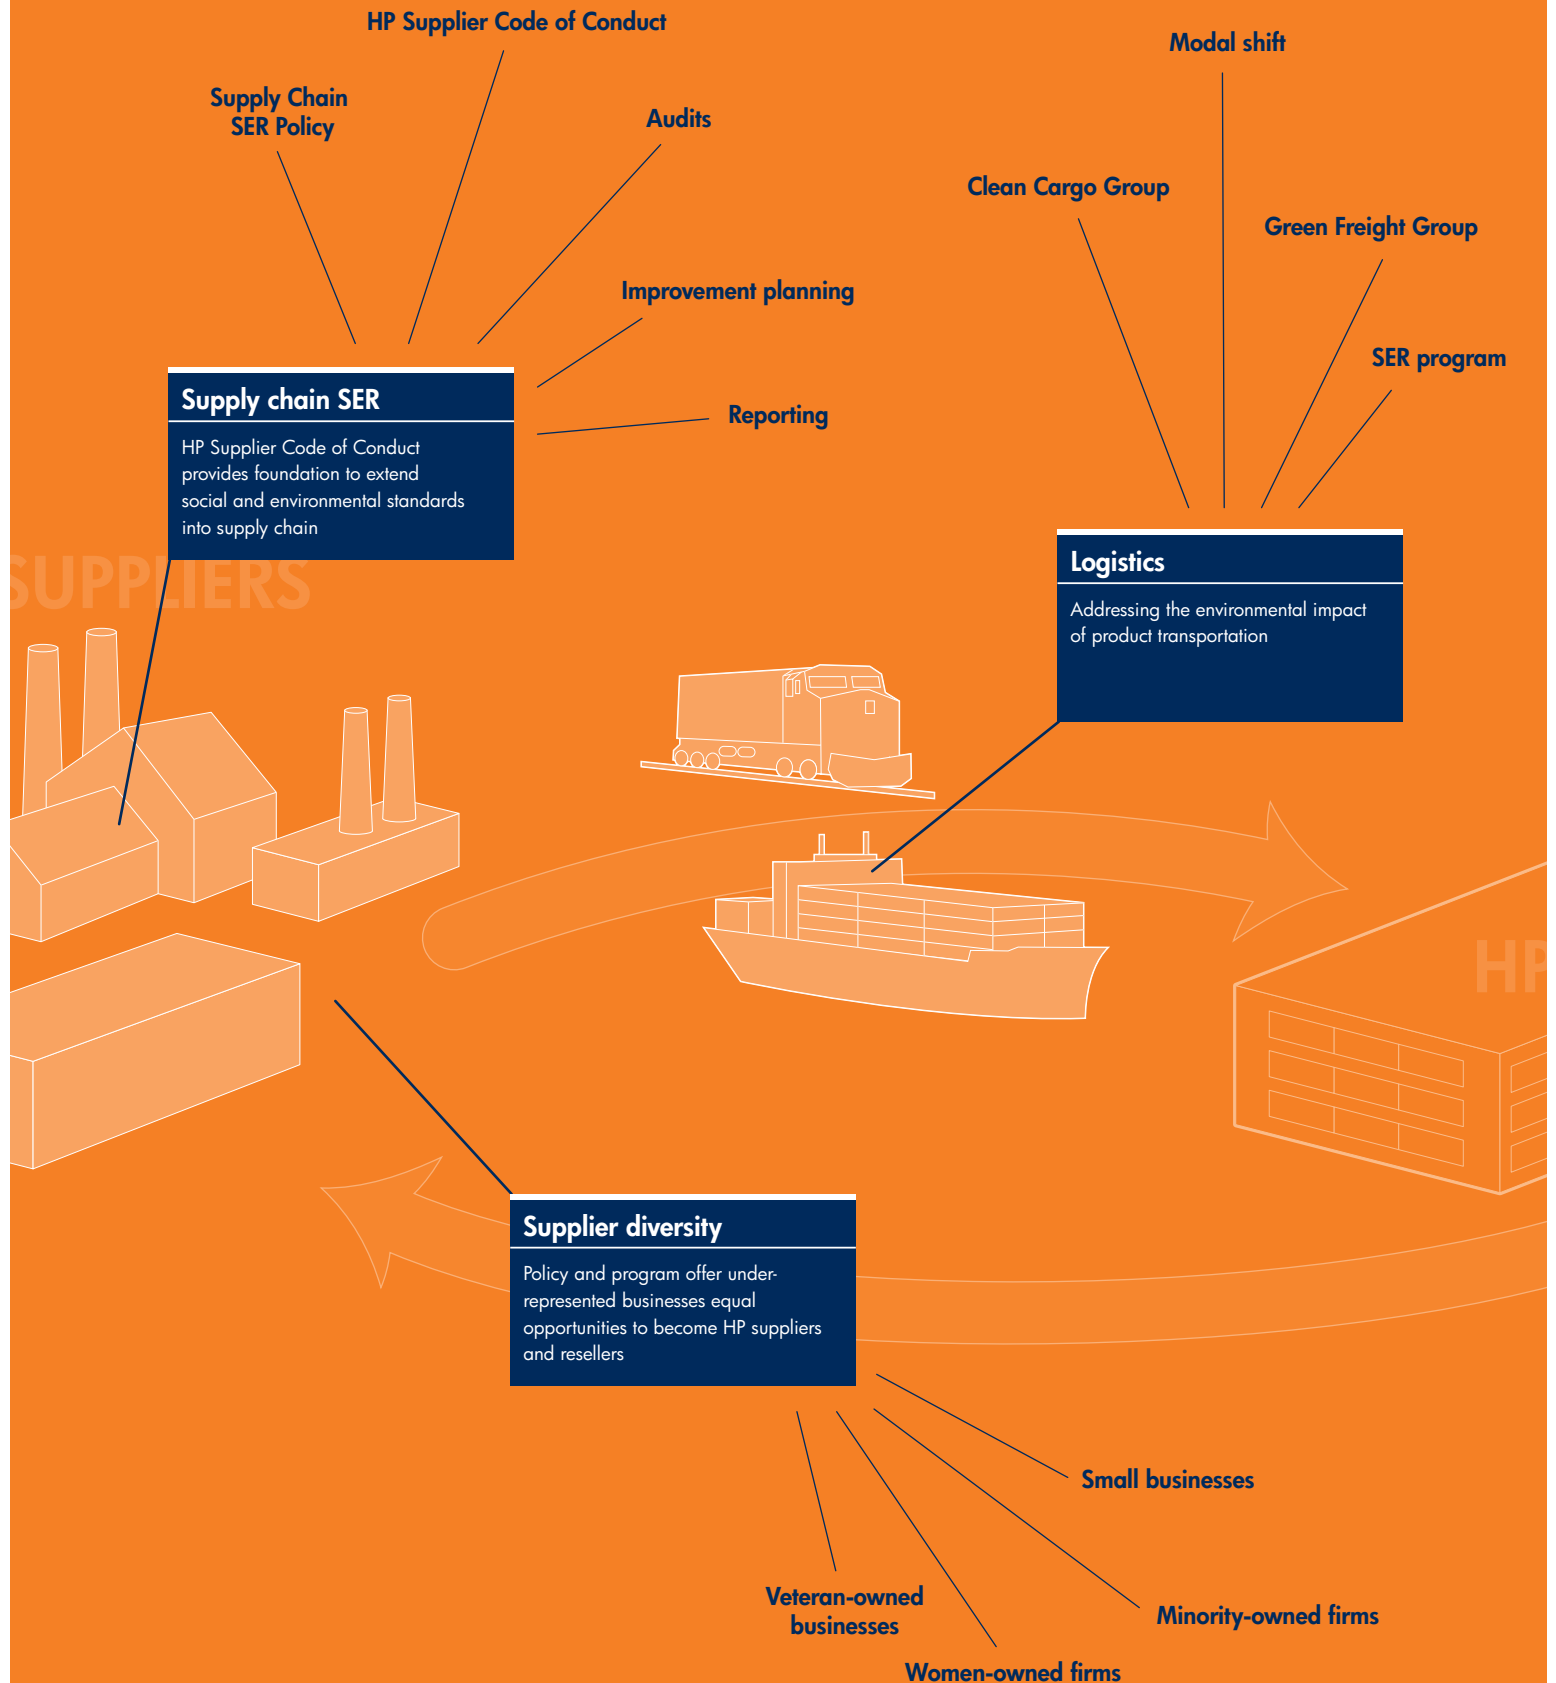 HP Supplier Code of Conduct
Supply Chain
SER Policy
Audits
Improvement planning
Reporting
Supply chain SER
HP Supplier Code of Conduct
provides foundation to extend
social and environmental standards
into supply chain
Modal shift
Clean Cargo Group
Green Freight Group
SER program
Logistics
Addressing the environmental impact
of product transportation
SUPPLIERS
HP
Supplier diversity
Policy and program offer under-
represented businesses equal
opportunities to become HP suppliers
and resellers
Small businesses
Veteran-owned
businesses
Minority-owned firms
Women-owned firms